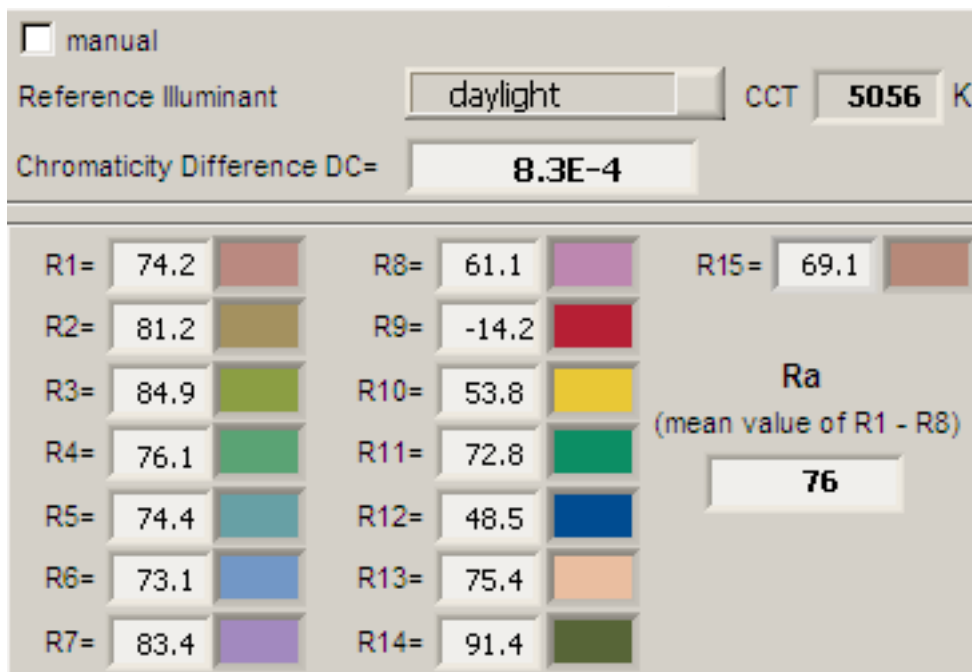 manual
Reference Illuminant daylight CCT 5056 K
Chromaticity Difference DC= 8.3E-4
R1= 74.2 R8= 61.1 R15= 69.1
R2= 81.2 R9= -14.2
R3= 84.9 R10= 53.8
Ra
(mean value of R1 - R8)
R4= 76.1 R11= 72.8
76
R5= 74.4 R12= 48.5
R6= 73.1 R13= 75.4
R7= 83.4 R14= 91.4